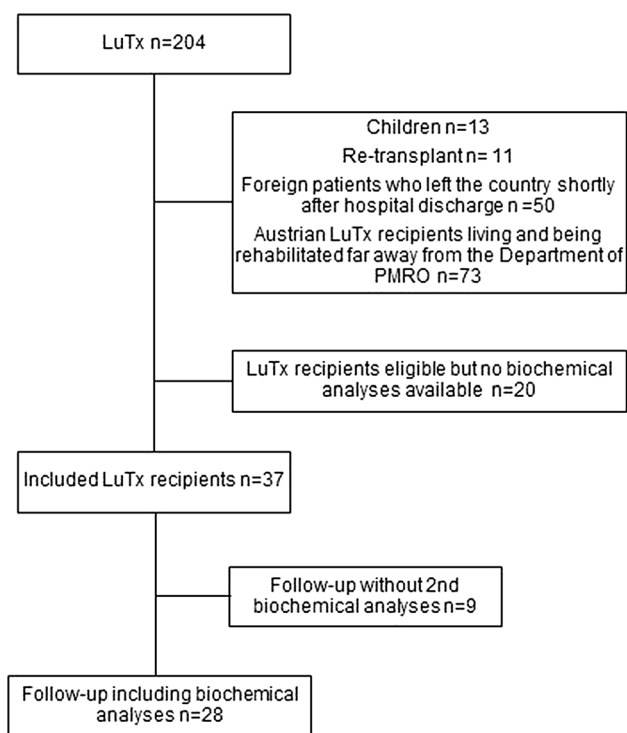 LuTx n=204
Children n=13
Re-transplant n= 11
Foreign patients who left the country shortly
after hospital discharge n =50
Austrian LuTx recipients living and being
rehabilitated far away from the Department of
PMRO n=73
LuTx recipients eligible but no biochemical
analyses available n=20
Included LuTx recipients n=37
Follow-up without 2nd
biochemical analyses n=9
Follow-up including biochemical
analyses n=28